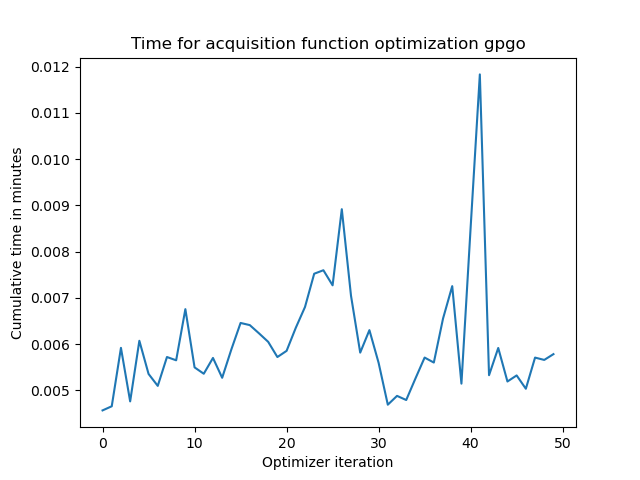 Time for acquisition function optimization gpgo
0.012
0.011
0.010
0.009
0.008
0.007
0.006
0.005
Cumulative time in minutes
0 10 20 30 40 50
Optimizer iteration